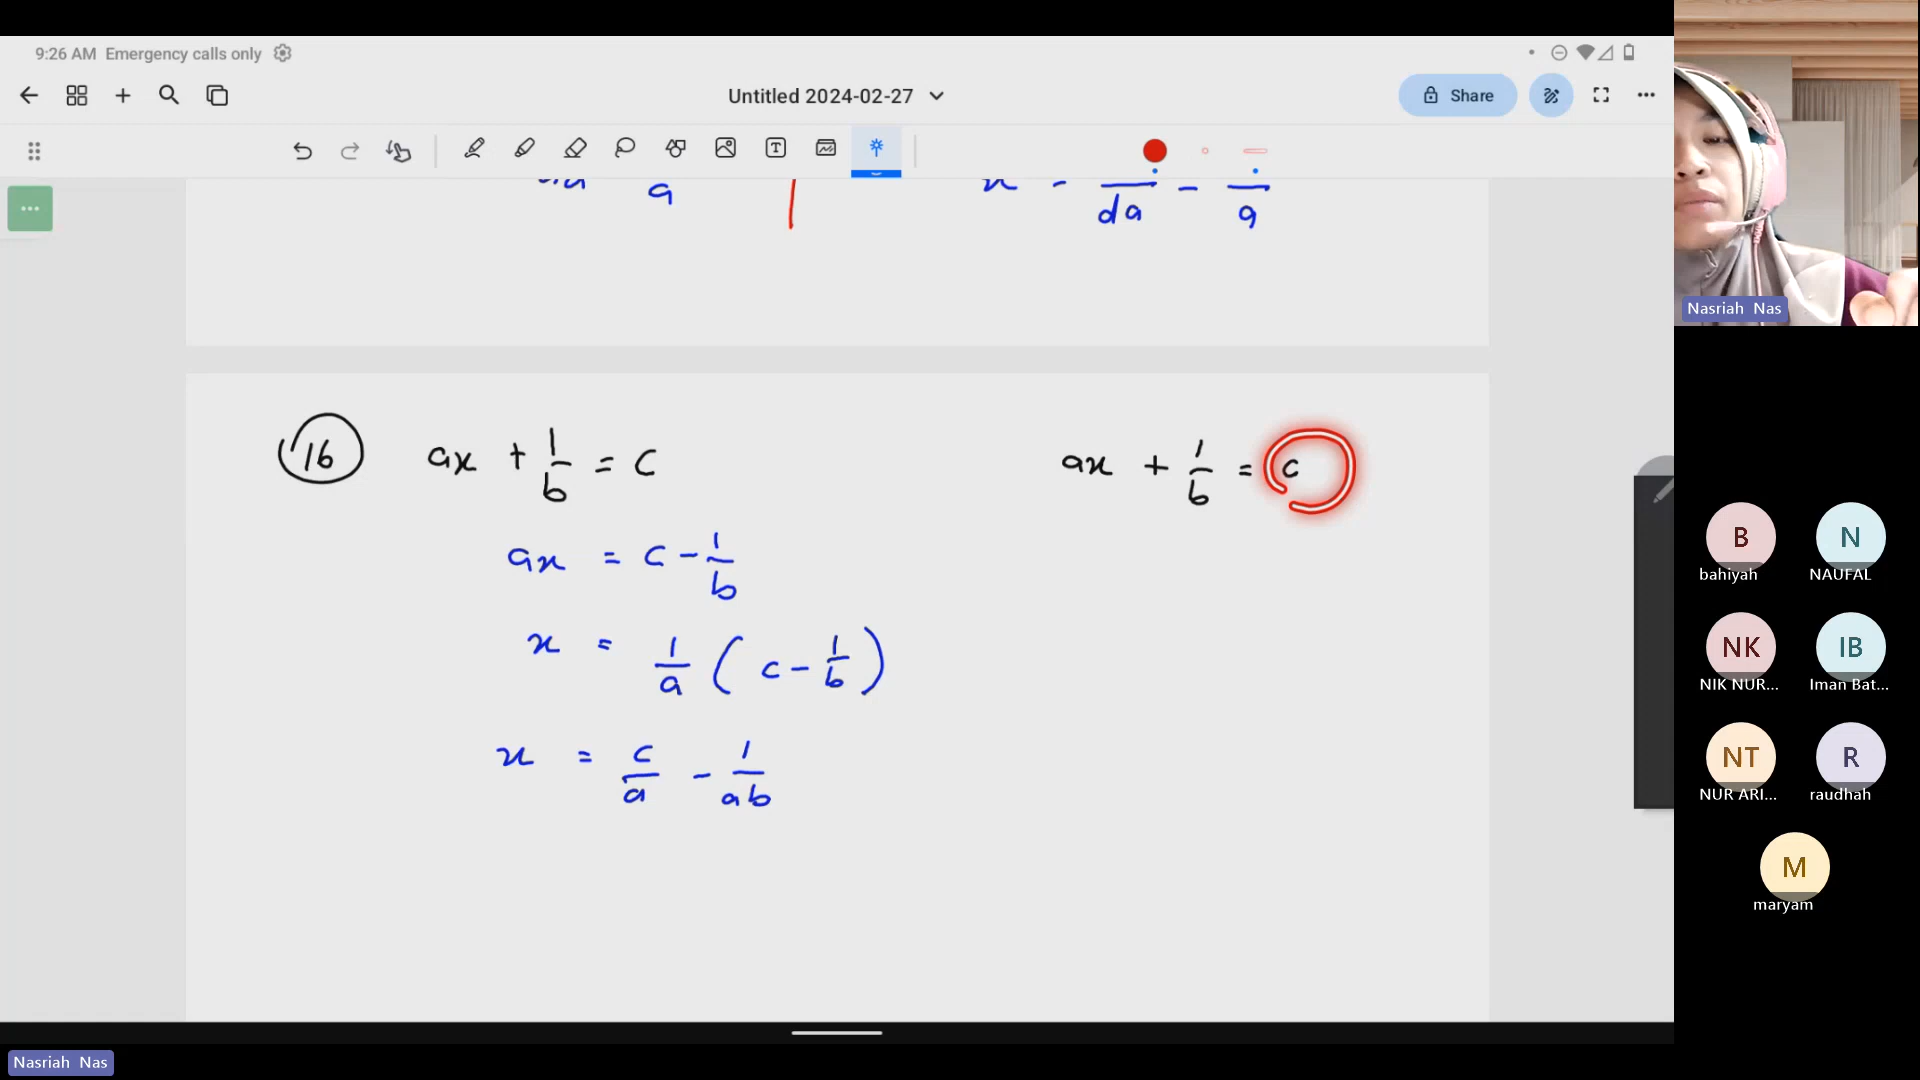 9:26 AM Emergency calls only
Untitled 2024-02-27
Share
a
x = — - —
da a
16 ax + 1/b = c
ax + 1/b = c
ax = c - 1/b
x = 1/a ( c - 1/b )
x = c/a - 1/ab
Nasriah Nas
B
bahiyah
N
NAUFAL
NK
NIK NUR...
IB
Iman Bat...
NT
NUR ARI...
R
raudhah
M
maryam
Nasriah Nas